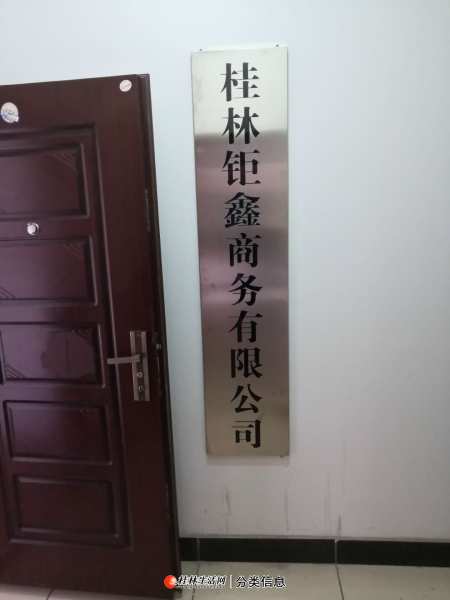 桂林钜鑫商务有限公司
桂林生活网 | 分类信息